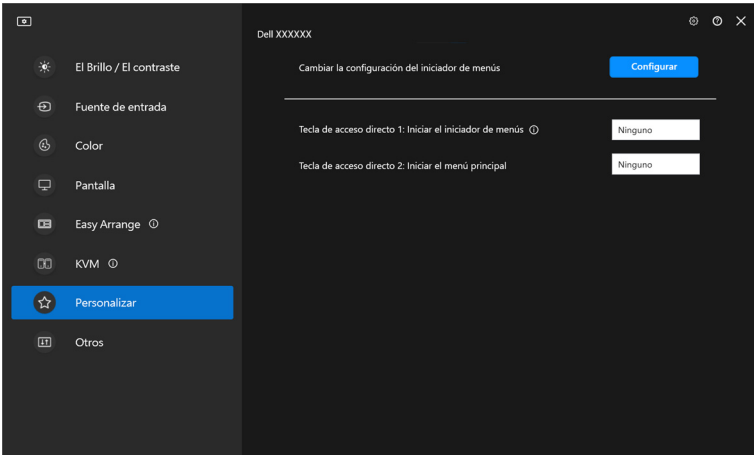 Dell XXXXXX
El Brillo / El contraste
Fuente de entrada
Color
Pantalla
Easy Arrange
KVM
Personalizar
Otros
Cambiar la configuración del iniciador de menús
Configurar
Tecla de acceso directo 1: Iniciar el iniciador de menús
Ninguno
Tecla de acceso directo 2: Iniciar el menú principal
Ninguno